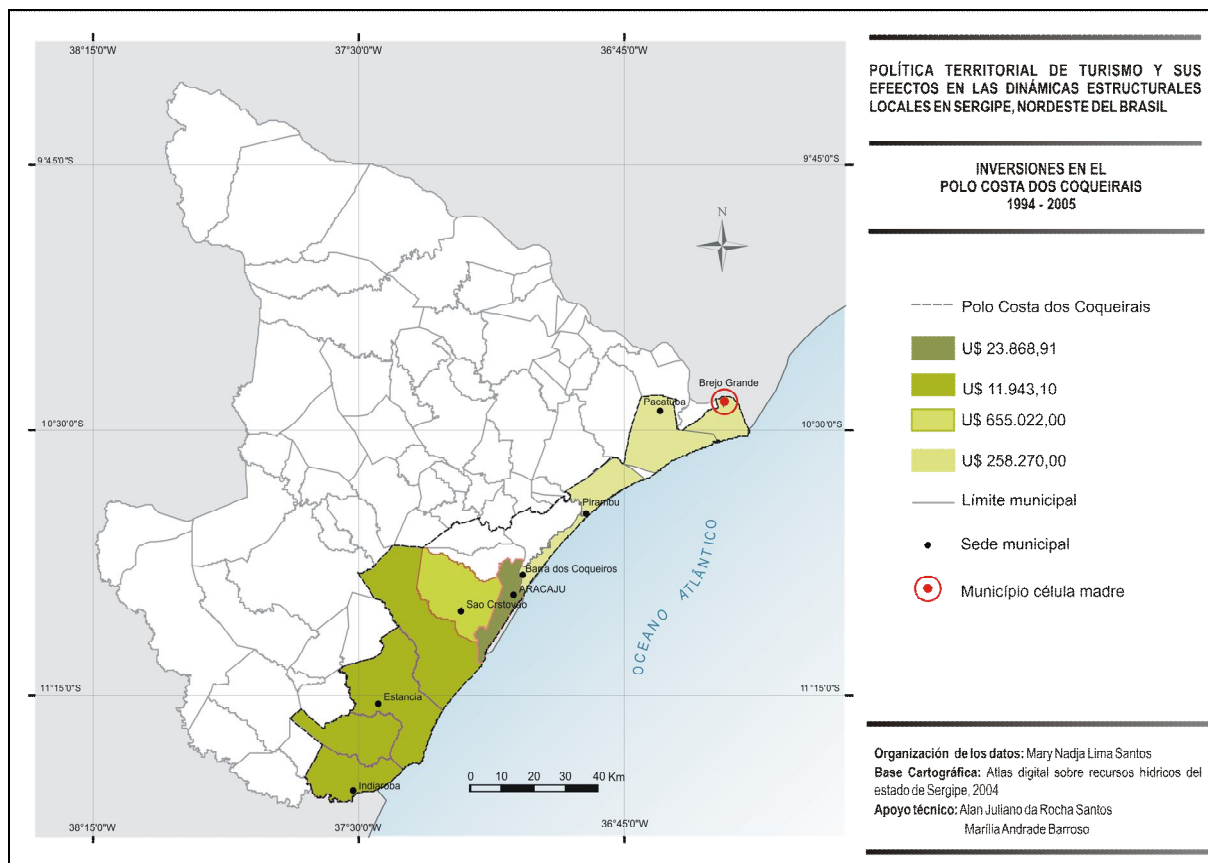 38°15'0"W
37°30'0"W
36°45'0"W
9°45'0"S
9°45'0"S
N
Brejo Grande
Pacatuba
10°30'0"S
10°30'0"S
Pirambu
Barra dos Coqueiros
ARACAJU
Sao Crstovão
OCEANO ATLÂNTICO
11°15'0"S
11°15'0"S
Estancia
Indiaroba
0 10 20 30 40 Km
38°15'0"W
37°30'0"W
36°45'0"W
POLÍTICA TERRITORIAL DE TURISMO Y SUS
EFEECTOS EN LAS DINÁMICAS ESTRUCTURALES
LOCALES EN SERGIPE, NORDESTE DEL BRASIL
INVERSIONES EN EL
POLO COSTA DOS COQUEIRAIS
1994 - 2005
Polo Costa dos Coqueirais
U$ 23.868,91
U$ 11.943,10
U$ 655.022,00
U$ 258.270,00
Límite municipal
Sede municipal
Município célula madre
Organización de los datos: Mary Nadja Lima Santos
Base Cartográfica: Atlas digital sobre recursos hídricos del
estado de Sergipe, 2004
Apoyo técnico: Alan Juliano da Rocha Santos
Marília Andrade Barroso